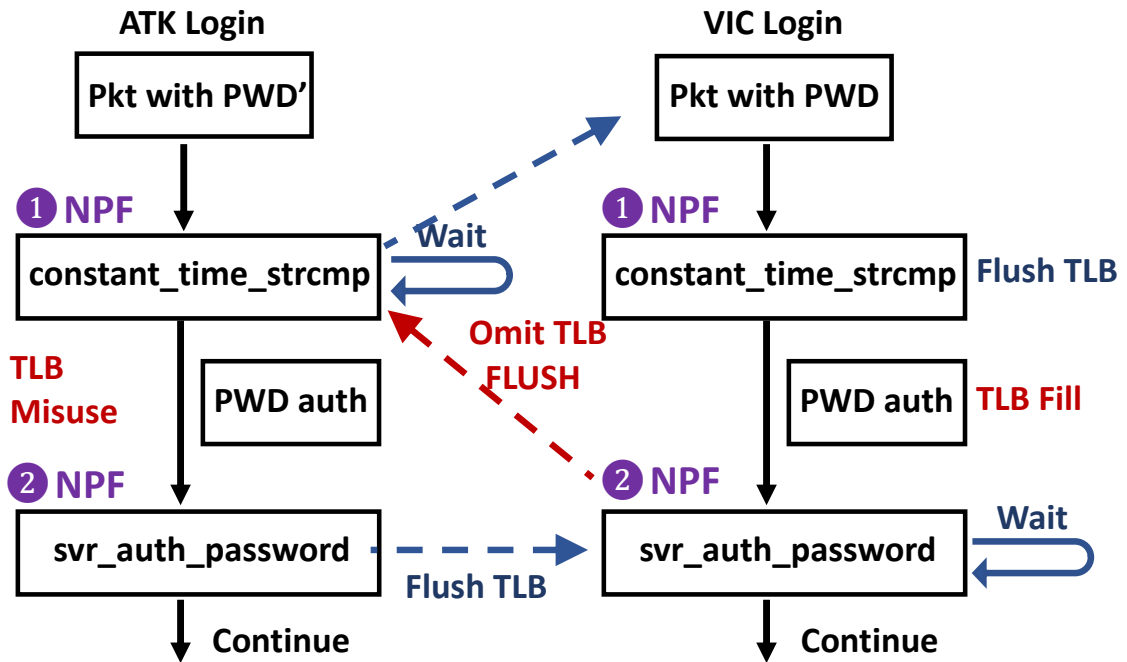 ATK Login
VIC Login
Pkt with PWD’
Pkt with PWD
1 NPF
1 NPF
Wait
constant_time_strcmp
constant_time_strcmp
Flush TLB
Omit TLB
FLUSH
TLB
Misuse
PWD auth
PWD auth
TLB Fill
2 NPF
2 NPF
Wait
svr_auth_password
svr_auth_password
Flush TLB
Continue
Continue